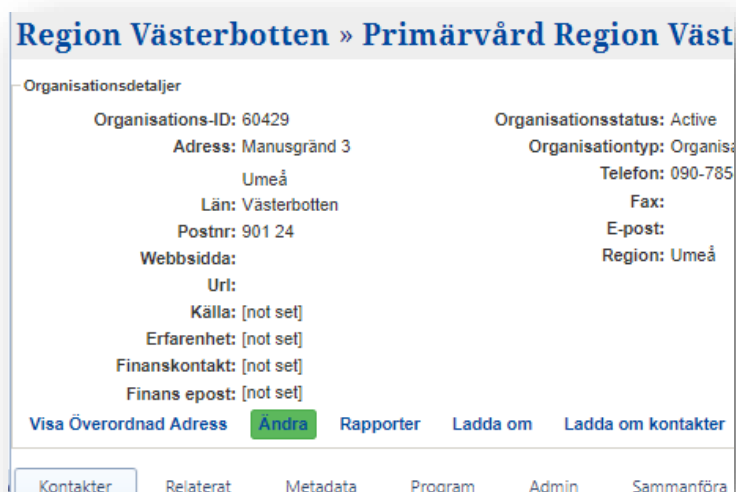 Region Västerbotten » Primärvård Region Väst
Organisationsdetaljer
Organisations-ID: 60429
Adress: Manusgränd 3
Umeå
Län: Västerbotten
Postnr: 901 24
Webbsidda:
Url:
Källa: [not set]
Erfarenhet: [not set]
Finanskontakt: [not set]
Finans epost: [not set]
Organisationsstatus: Active
Organisationtyp: Organisa
Telefon: 090-785
Fax:
E-post:
Region: Umeå
Visa Överordnad Adress Ändra Rapporter Ladda om Ladda om kontakter
Kontakter Relaterat Metadata Program Admin Sammanföra